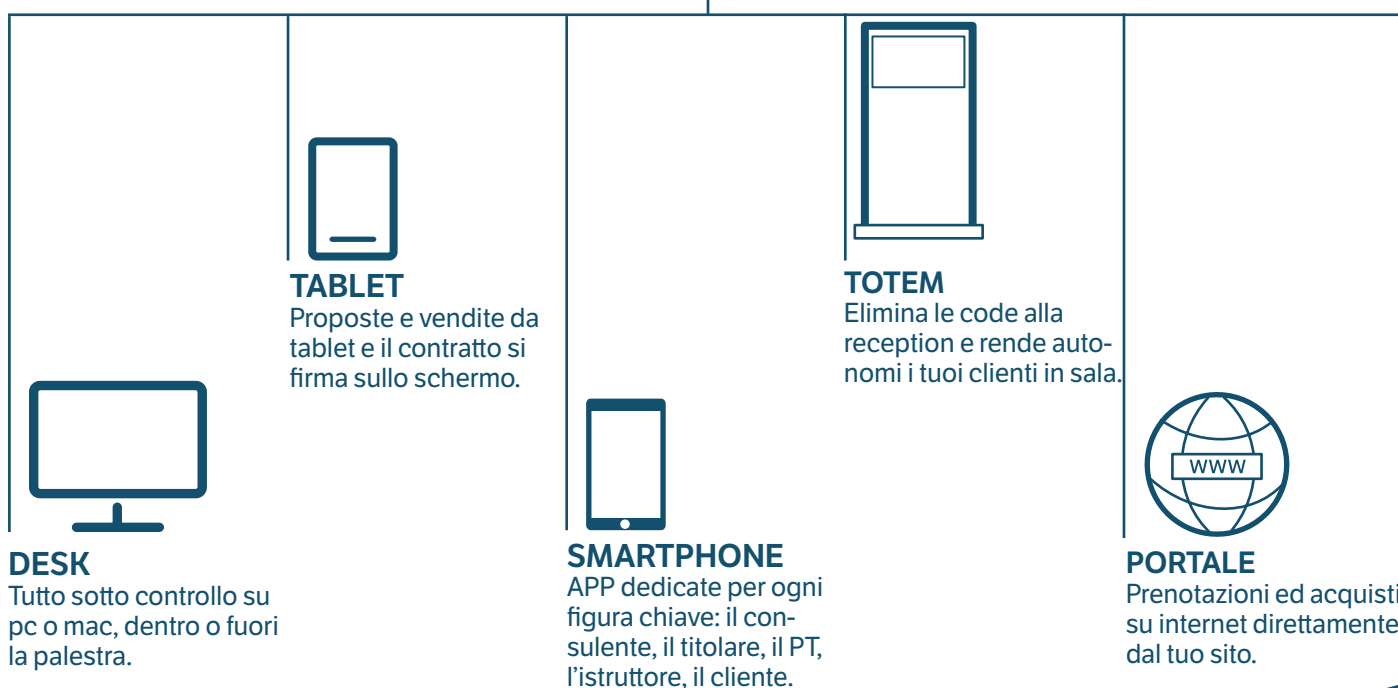 TABLET
Proposte e vendite da
tablet e il contratto si
firma sullo schermo.
TOTEM
Elimina le code alla
reception e rende auto-
nomi i tuoi clienti in sala.
WWW
DESK
Tutto sotto controllo su
pc o mac, dentro o fuori
la palestra.
SMARTPHONE
APP dedicate per ogni
figura chiave: il con-
sulente, il titolare, il PT,
l'istruttore, il cliente.
PORTALE
Prenotazioni ed acquisti
su internet direttamente
dal tuo sito.